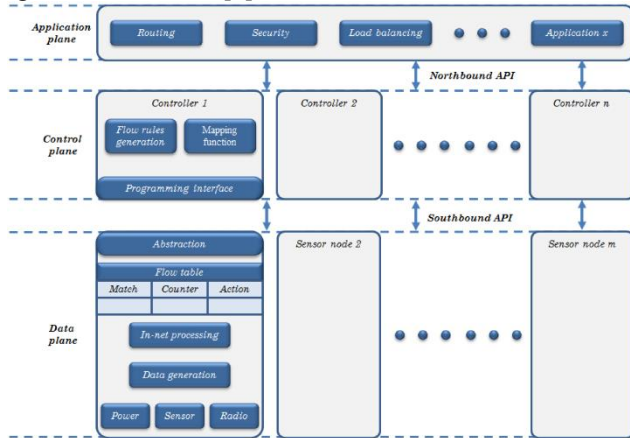 Application
plane
Routing
Security
Load balancing
Application x
Northbound API
Control
plane
Controller 1
Flow rules
generation
Mapping
function
Programming interface
Controller 2
Controller n
Southbound API
Data
plane
Abstraction
Flow table
Match Counter Action
In-net processing
Data generation
Power Sensor Radio
Sensor node 2
Sensor node m